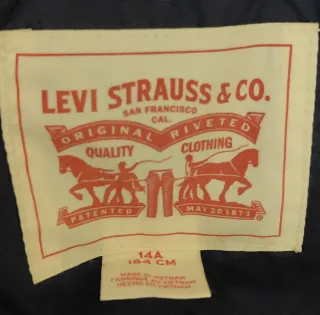 LEVI STRAUSS & CO.
SAN FRANCISCO
CAL.
ORIGINAL RIVETED
QUALITY CLOTHING
PATENTED MAY 20 1873
14A
164 CM
MADE IN VIETNAM
FABRIQUÉ AU VIETNAM
HECHO EN VIETNAM